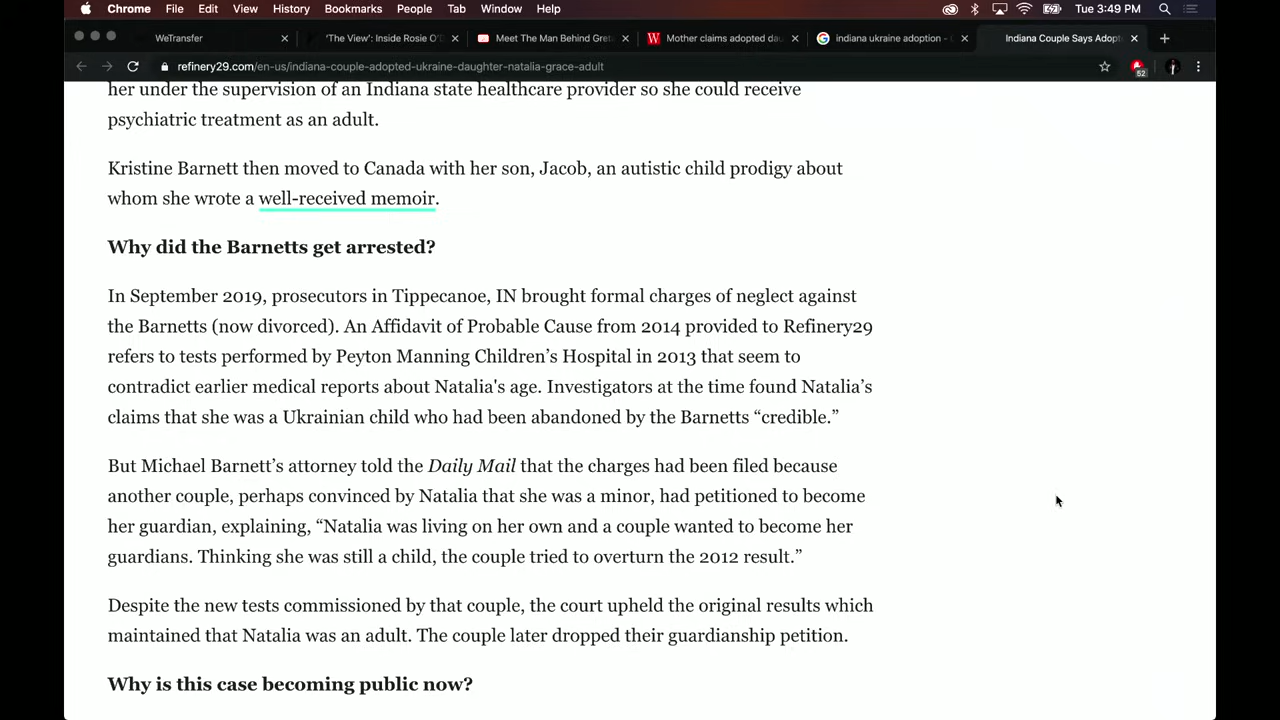 Chrome File Edit View History Bookmarks People Tab Window Help Tue 3:49 PM
WeTransfer 'The View': Inside Rosie O'D Meet The Man Behind Gret W Mother claims adopted dau indiana ukraine adoption - Indiana Couple Says Adopt
refinery29.com/en-us/indiana-couple-adopted-ukraine-daughter-natalia-grace-adult 52
her under the supervision of an Indiana state healthcare provider so she could receive
psychiatric treatment as an adult.
Kristine Barnett then moved to Canada with her son, Jacob, an autistic child prodigy about
whom she wrote a well-received memoir.
Why did the Barnetts get arrested?
In September 2019, prosecutors in Tippecanoe, IN brought formal charges of neglect against
the Barnetts (now divorced). An Affidavit of Probable Cause from 2014 provided to Refinery29
refers to tests performed by Peyton Manning Children’s Hospital in 2013 that seem to
contradict earlier medical reports about Natalia's age. Investigators at the time found Natalia’s
claims that she was a Ukrainian child who had been abandoned by the Barnetts “credible.”
But Michael Barnett’s attorney told the Daily Mail that the charges had been filed because
another couple, perhaps convinced by Natalia that she was a minor, had petitioned to become
her guardian, explaining, “Natalia was living on her own and a couple wanted to become her
guardians. Thinking she was still a child, the couple tried to overturn the 2012 result.”
Despite the new tests commissioned by that couple, the court upheld the original results which
maintained that Natalia was an adult. The couple later dropped their guardianship petition.
Why is this case becoming public now?